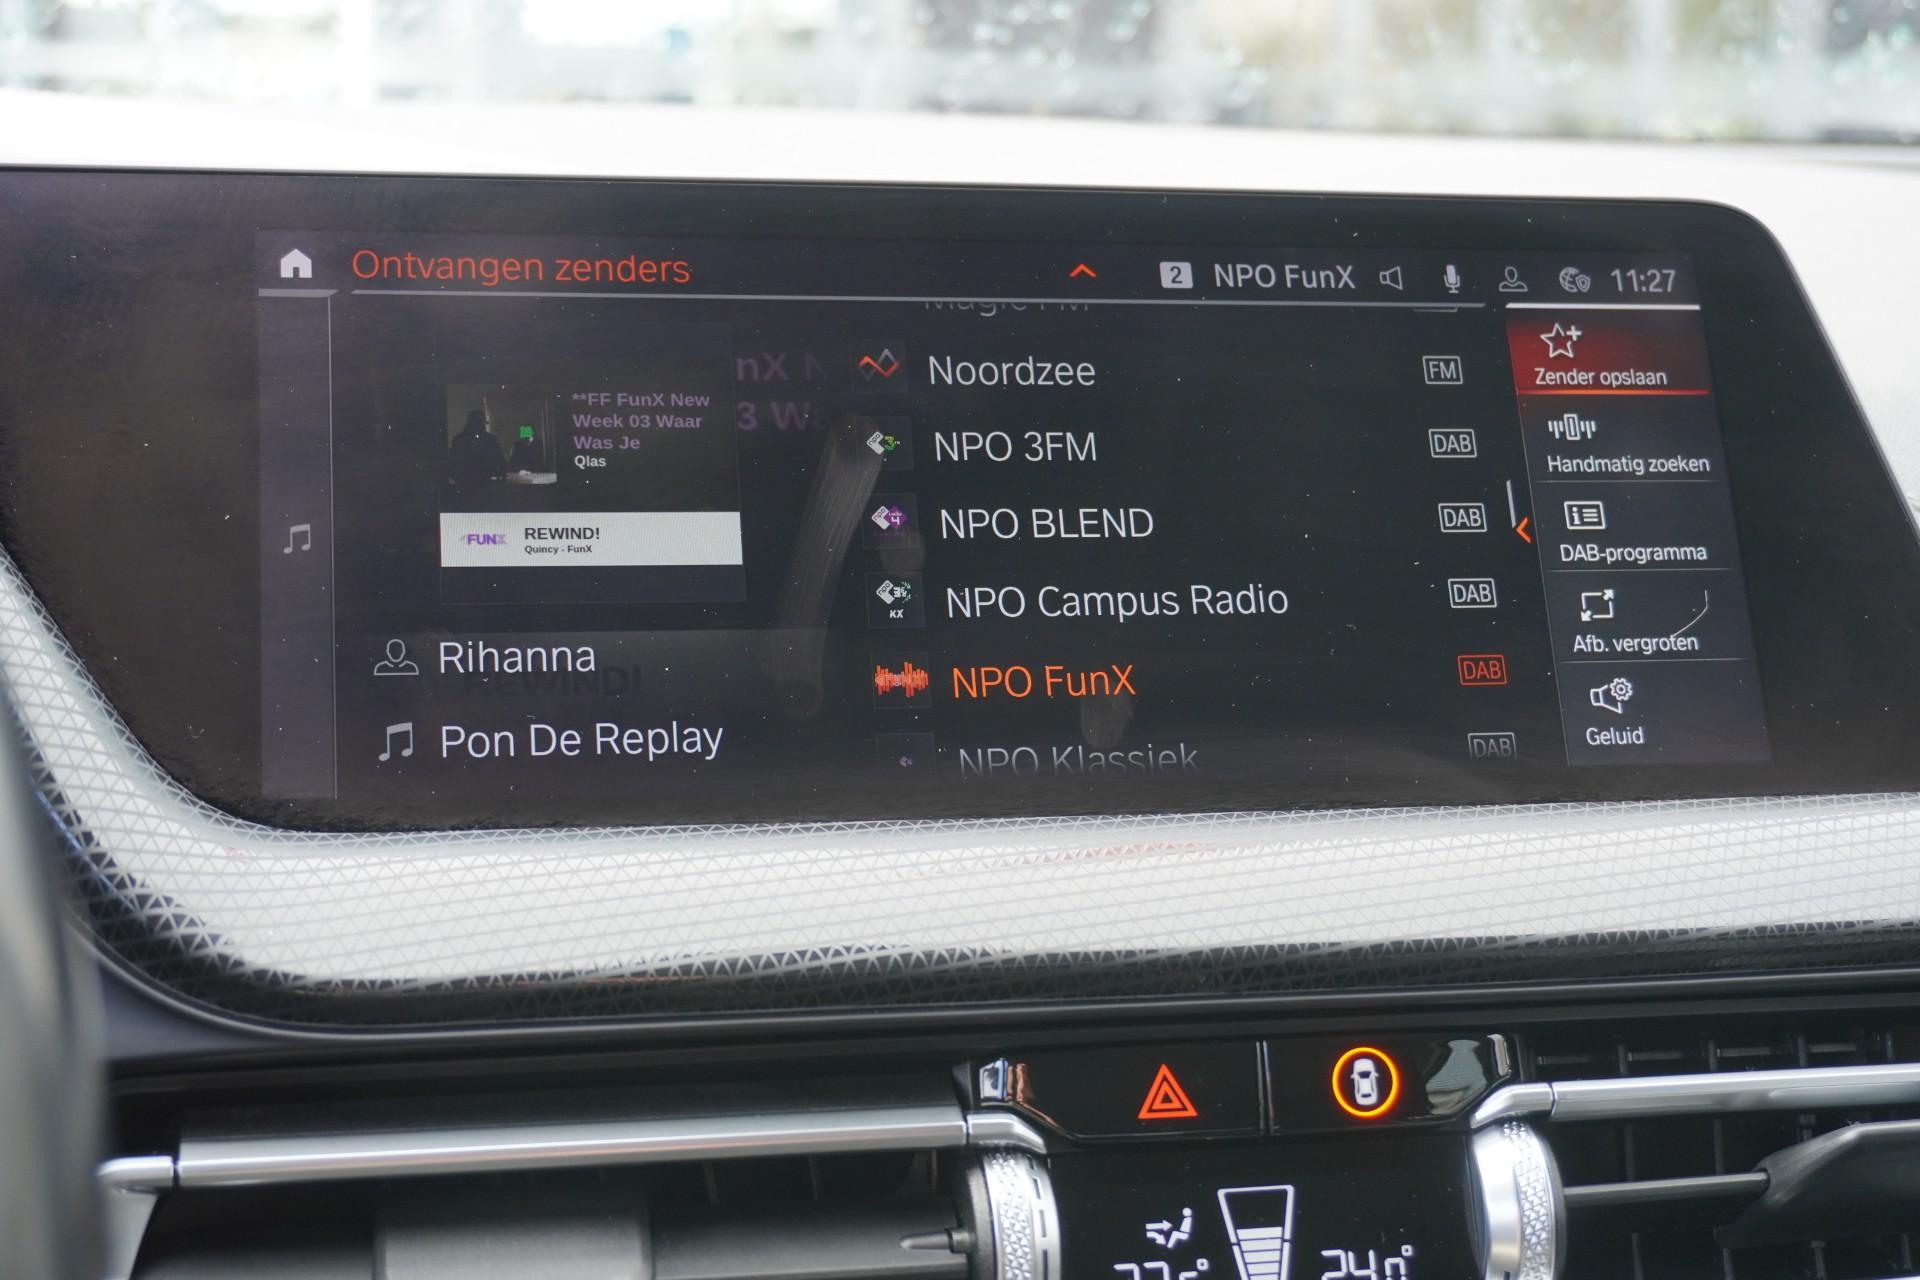 Ontvangen zenders
2 NPO FunX 11:27
Magic FM
**FF FunX New
Week 03 Waar
Was Je
Qlas
FUNX
REWIND!
Quincy - FunX
Rihanna
Pon De Replay
Noordzee FM
NPO 3FM DAB
NPO BLEND DAB
NPO Campus Radio DAB
NPO FunX DAB
NPO Klassiek DAB
Zender opslaan
Handmatig zoeken
DAB-programma
Afb. vergroten
Geluid